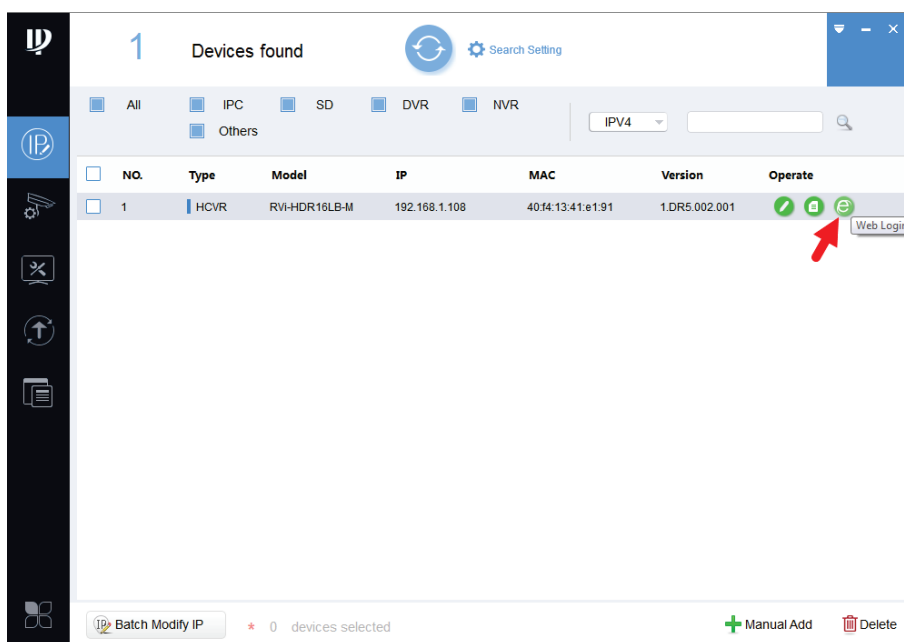 1 Devices found Search Setting
All IPC SD DVR NVR
Others
IPV4
NO. Type Model IP MAC Version Operate
1 HCVR RVi-HDR16LB-M 192.168.1.108 40:f4:13:41:e1:91 1.DR5.002.001
Web Login
IP Batch Modify IP * 0 devices selected Manual Add Delete